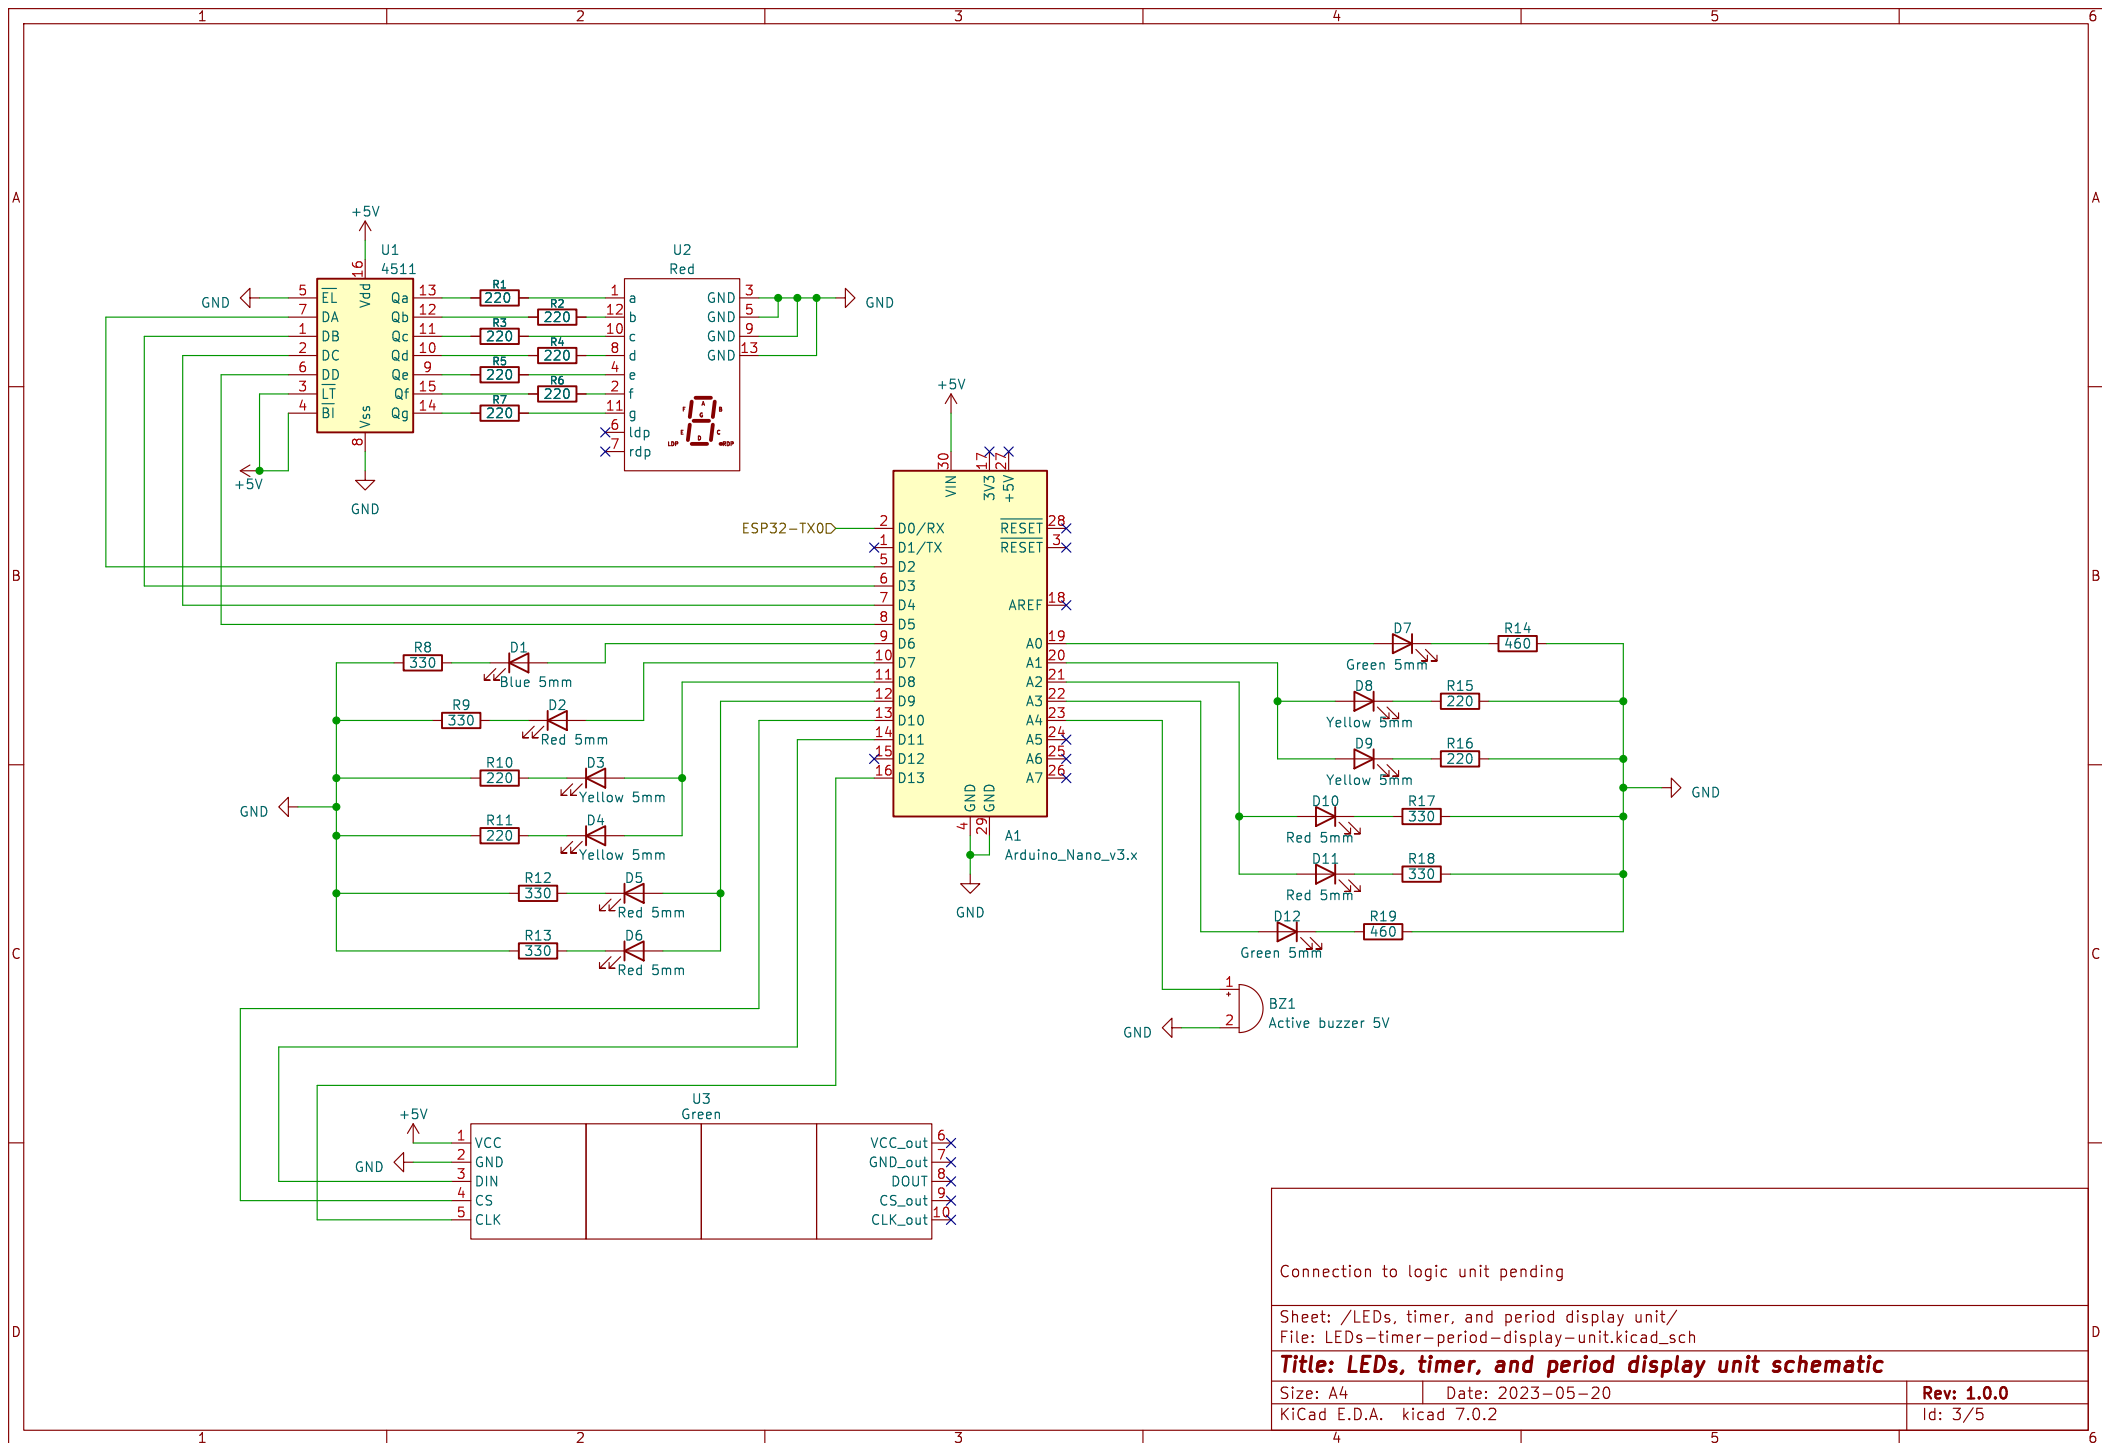 1 2 3 4 5 6
A A
+5V
U1
4511
16
Vdd
GND
5 EL Qa 13
7 DA Qb 12
1 DB Qc 11
2 DC Qd 10
6 DD Qe 9
3 LT Qf 15
4 BI Qg 14
Vss
8
+5V
GND
R1
220
R2
220
R3
220
R4
220
R5
220
R6
220
R7
220
U2
Red
1 a GND 3
12 b GND 5
10 c GND 9
8 d GND 13
4 e
2 f
11 g
6 ldp
7 rdp
A
F B
G
E C
D
LDP RDP
GND
+5V
30 17 27
VIN 3V3 +5V
ESP32-TX0
2 D0/RX RESET 28
1 D1/TX RESET 3
5 D2
6 D3
7 D4 AREF 18
8 D5
9 D6 A0 19
10 D7 A1 20
11 D8 A2 21
12 D9 A3 22
13 D10 A4 23
14 D11 A5 24
15 D12 A6 25
16 D13 A7 26
GND GND
4 29
A1
Arduino_Nano_v3.x
GND
B B
R8 D1
330
Blue 5mm
R9 D2
330
Red 5mm
R10 D3
220
Yellow 5mm
GND
R11 D4
220
Yellow 5mm
R12 D5
330
Red 5mm
R13 D6
330
Red 5mm
D7 R14
460
Green 5mm
D8 R15
220
Yellow 5mm
D9 R16
220
Yellow 5mm
GND
D10 R17
330
Red 5mm
D11 R18
330
Red 5mm
D12 R19
460
Green 5mm
C C
1
+
BZ1
2
Active buzzer 5V
GND
U3
Green
+5V
GND
1 VCC VCC_out 6
2 GND GND_out 7
3 DIN DOUT 8
4 CS CS_out 9
5 CLK CLK_out 10
D D
Connection to logic unit pending
Sheet: /LEDs, timer, and period display unit/
File: LEDs-timer-period-display-unit.kicad_sch
Title: LEDs, timer, and period display unit schematic
Size: A4 Date: 2023-05-20 Rev: 1.0.0
KiCad E.D.A. kicad 7.0.2 Id: 3/5
1 2 3 4 5 6